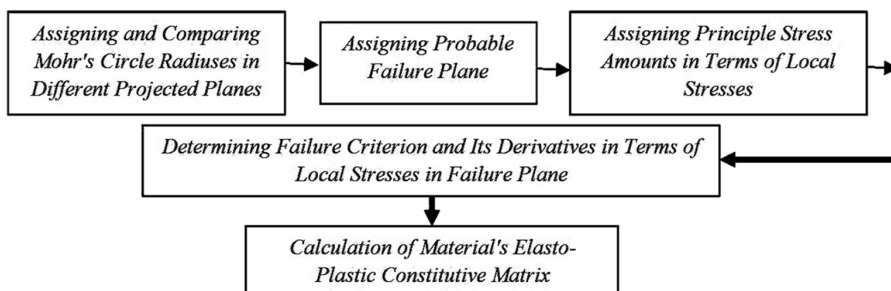 Assigning and Comparing
Mohr's Circle Radiuses in
Different Projected Planes
Assigning Probable
Failure Plane
Assigning Principle Stress
Amounts in Terms of Local
Stresses
Determining Failure Criterion and Its Derivatives in Terms of
Local Stresses in Failure Plane
Calculation of Material's Elasto-
Plastic Constitutive Matrix